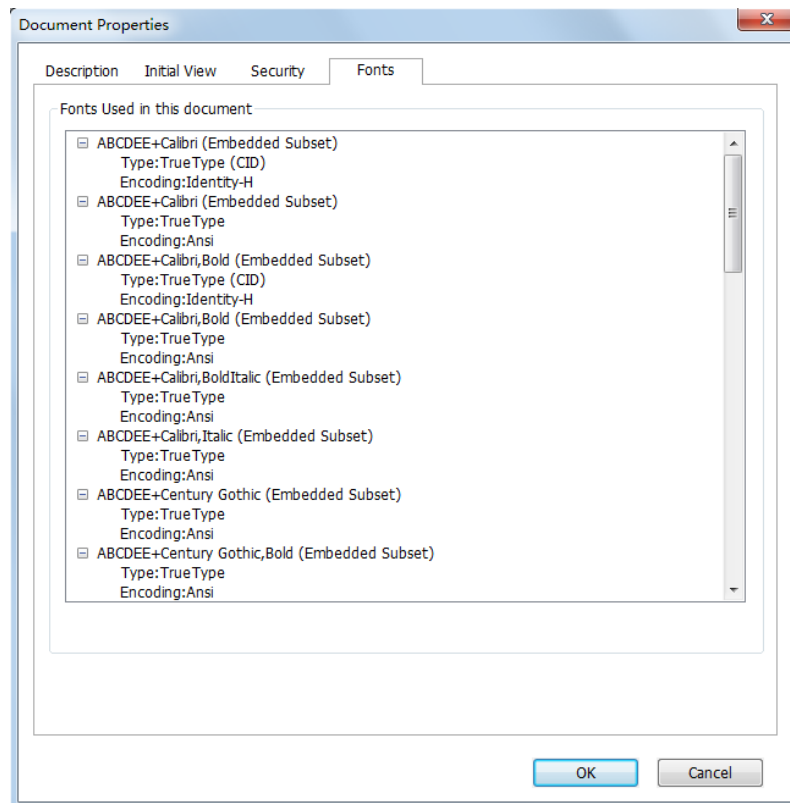 Document Properties
Description Initial View Security Fonts
Fonts Used in this document
ABCDEE+Calibri (Embedded Subset)
Type:TrueType (CID)
Encoding:Identity-H
ABCDEE+Calibri (Embedded Subset)
Type:TrueType
Encoding:Ansi
ABCDEE+Calibri,Bold (Embedded Subset)
Type:TrueType (CID)
Encoding:Identity-H
ABCDEE+Calibri,Bold (Embedded Subset)
Type:TrueType
Encoding:Ansi
ABCDEE+Calibri,BoldItalic (Embedded Subset)
Type:TrueType
Encoding:Ansi
ABCDEE+Calibri,Italic (Embedded Subset)
Type:TrueType
Encoding:Ansi
ABCDEE+Century Gothic (Embedded Subset)
Type:TrueType
Encoding:Ansi
ABCDEE+Century Gothic,Bold (Embedded Subset)
Type:TrueType
Encoding:Ansi
OK Cancel